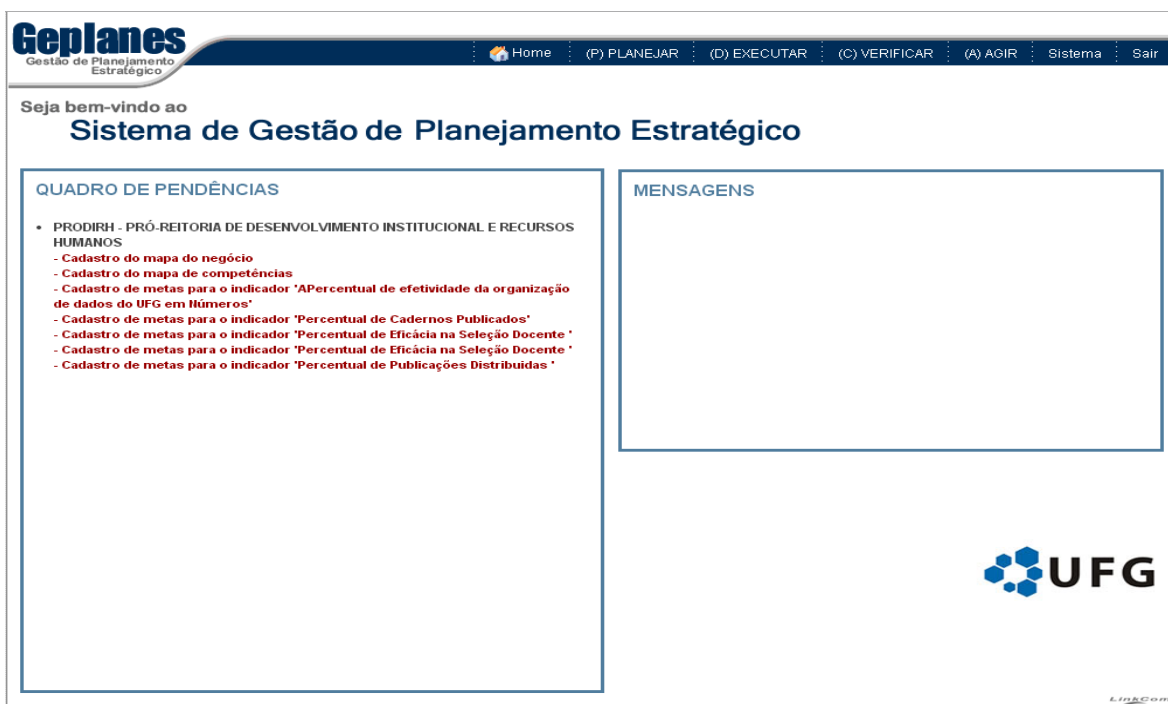 Geplanes
Gestão de Planejamento
Estratégico
Home
(P) PLANEJAR
(D) EXECUTAR
(C) VERIFICAR
(A) AGIR
Sistema
Sair
Seja bem-vindo ao
Sistema de Gestão de Planejamento Estratégico
QUADRO DE PENDÊNCIAS
• PRODIRH - PRÓ-REITORIA DE DESENVOLVIMENTO INSTITUCIONAL E RECURSOS
HUMANOS
- Cadastro do mapa do negócio
- Cadastro do mapa de competências
- Cadastro de metas para o indicador 'APercentual de efetividade da organização
de dados do UFG em Números'
- Cadastro de metas para o indicador 'Percentual de Cadernos Publicados'
- Cadastro de metas para o indicador 'Percentual de Eficácia na Seleção Docente '
- Cadastro de metas para o indicador 'Percentual de Eficácia na Seleção Docente '
- Cadastro de metas para o indicador 'Percentual de Publicações Distribuidas '
MENSAGENS
UFG
LinkCom